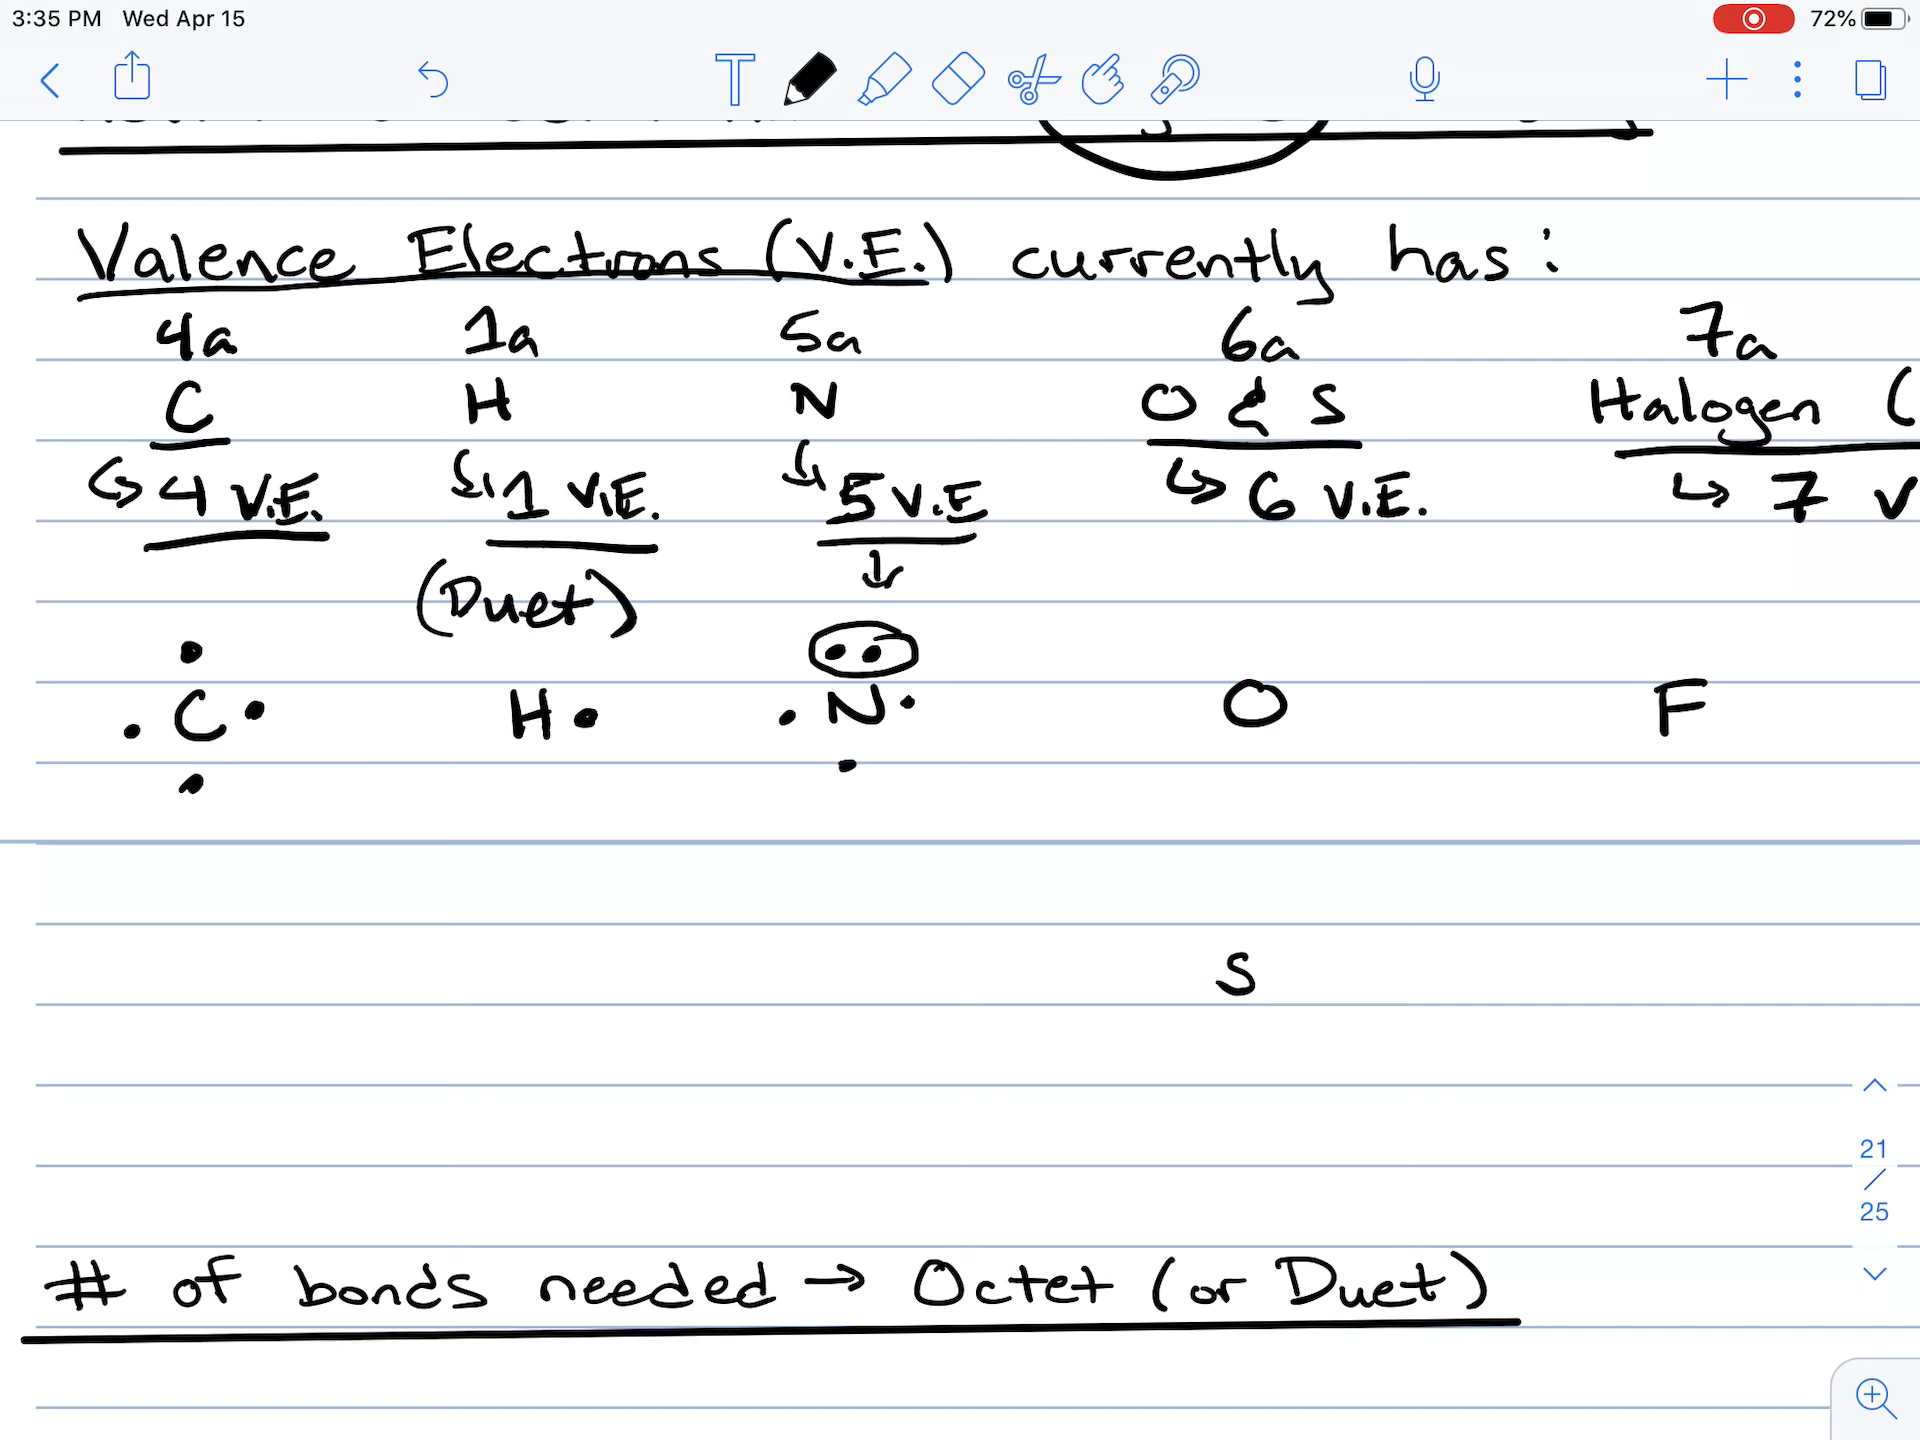 3:35 PM Wed Apr 15 72%
T
Valence Electrons (V.E.) currently has:
4a 1a 5a 6a 7a
C H N O & S Halogen (
↳ 4 V.E. ↳ 1 V.E. ↳ 5 V.E ↳ 6 V.E. ↳ 7 V
(Duet)
C H N O F
S
21
/
25
# of bonds needed → Octet (or Duet)